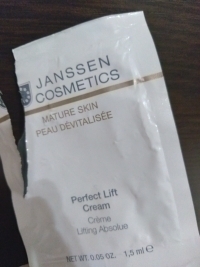 JANSSEN
COSMETICS
MATURE SKIN
PEAU DÉVITALISÉE
Perfect Lift
Cream
Crème
Lifting Absolue
NET WT. 0.05 OZ. 1,5 ml ℮